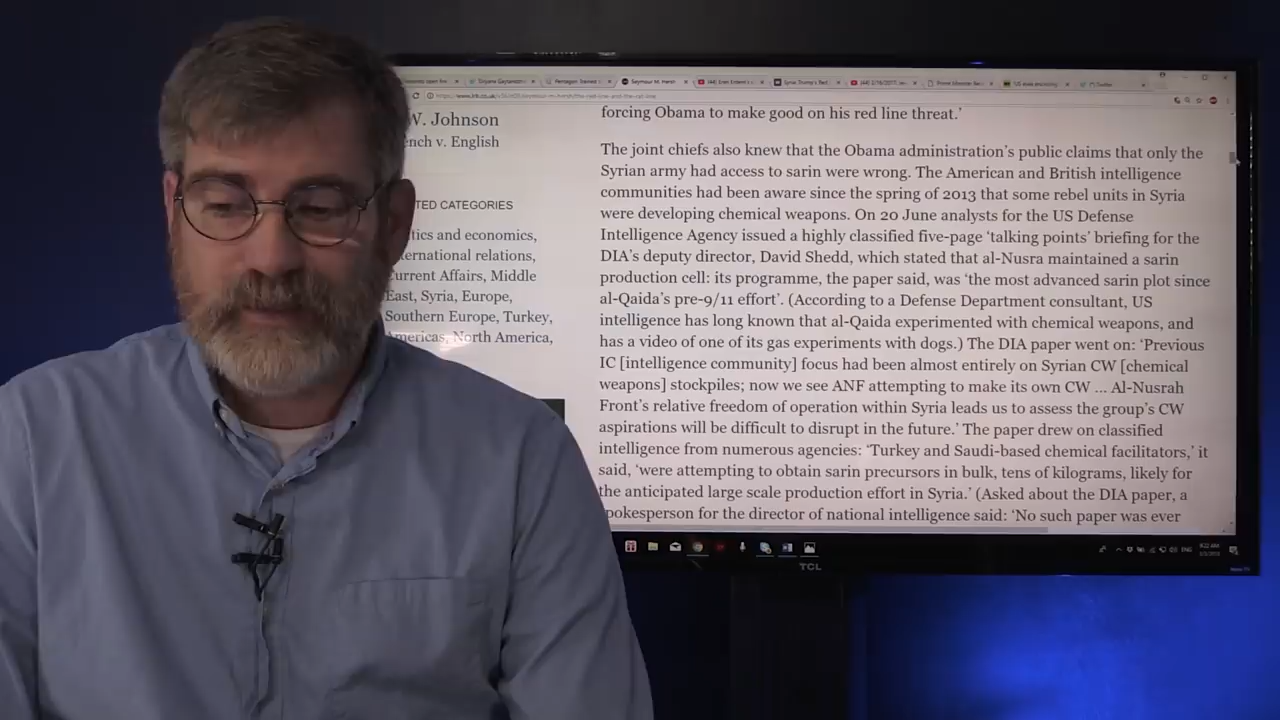 Seymour M. Hersh
Syria: Trump's Red
Twitter
forcing Obama to make good on his red line threat.’
W. Johnson
ench v. English
The joint chiefs also knew that the Obama administration’s public claims that only the
Syrian army had access to sarin were wrong. The American and British intelligence
communities had been aware since the spring of 2013 that some rebel units in Syria
were developing chemical weapons. On 20 June analysts for the US Defense
Intelligence Agency issued a highly classified five-page ‘talking points’ briefing for the
DIA’s deputy director, David Shedd, which stated that al-Nusra maintained a sarin
production cell: its programme, the paper said, was ‘the most advanced sarin plot since
al-Qaida’s pre-9/11 effort’. (According to a Defense Department consultant, US
intelligence has long known that al-Qaida experimented with chemical weapons, and
has a video of one of its gas experiments with dogs.) The DIA paper went on: ‘Previous
IC [intelligence community] focus had been almost entirely on Syrian CW [chemical
weapons] stockpiles; now we see ANF attempting to make its own CW ... Al-Nusrah
Front’s relative freedom of operation within Syria leads us to assess the group’s CW
aspirations will be difficult to disrupt in the future.’ The paper drew on classified
intelligence from numerous agencies: ‘Turkey and Saudi-based chemical facilitators,’ it
said, ‘were attempting to obtain sarin precursors in bulk, tens of kilograms, likely for
the anticipated large scale production effort in Syria.’ (Asked about the DIA paper, a
pokesperson for the director of national intelligence said: ‘No such paper was ever
TED CATEGORIES
tics and economics,
ernational relations,
urrent Affairs, Middle
East, Syria, Europe,
Southern Europe, Turkey,
mericas, North America,
ENG
TCL